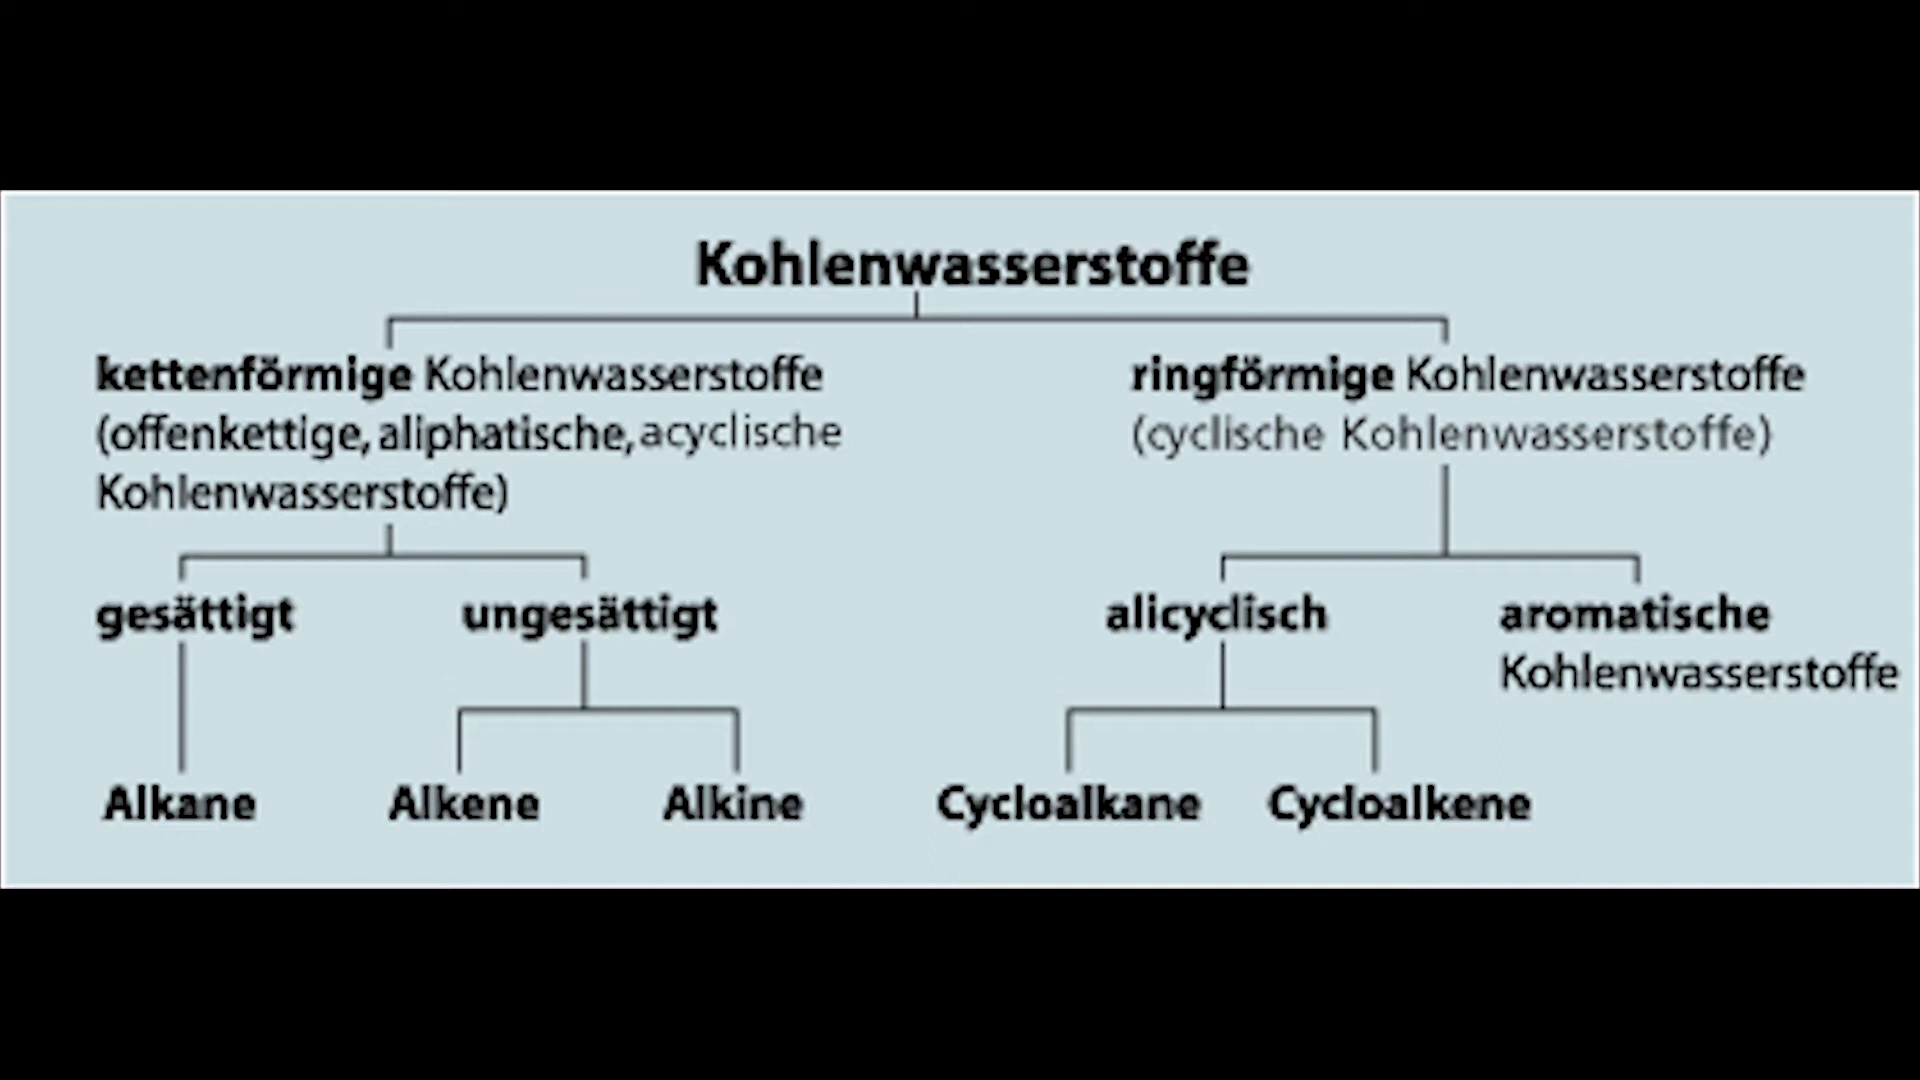 Kohlenwasserstoffe
kettenförmige Kohlenwasserstoffe
(offenkettige, aliphatische, acyclische
Kohlenwasserstoffe)
ringförmige Kohlenwasserstoffe
(cyclische Kohlenwasserstoffe)
gesättigt
ungesättigt
alicyclisch
aromatische
Kohlenwasserstoffe
Alkane
Alkene
Alkine
Cycloalkane
Cycloalkene